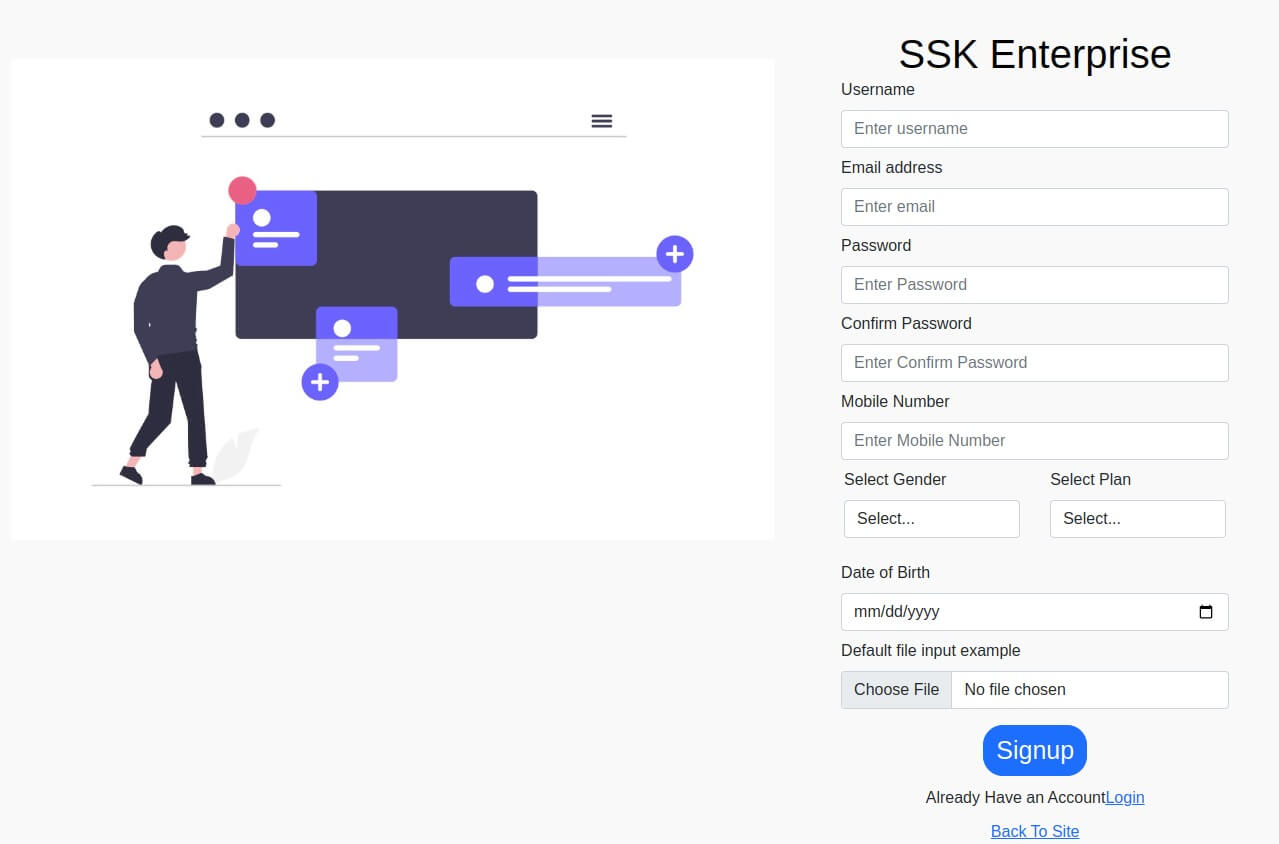 SSK Enterprise
Username
Enter username
Email address
Enter email
Password
Enter Password
Confirm Password
Enter Confirm Password
Mobile Number
Enter Mobile Number
Select Gender Select Plan
Select... Select...
Date of Birth
mm/dd/yyyy
Default file input example
Choose File No file chosen
Signup
Already Have an AccountLogin
Back To Site